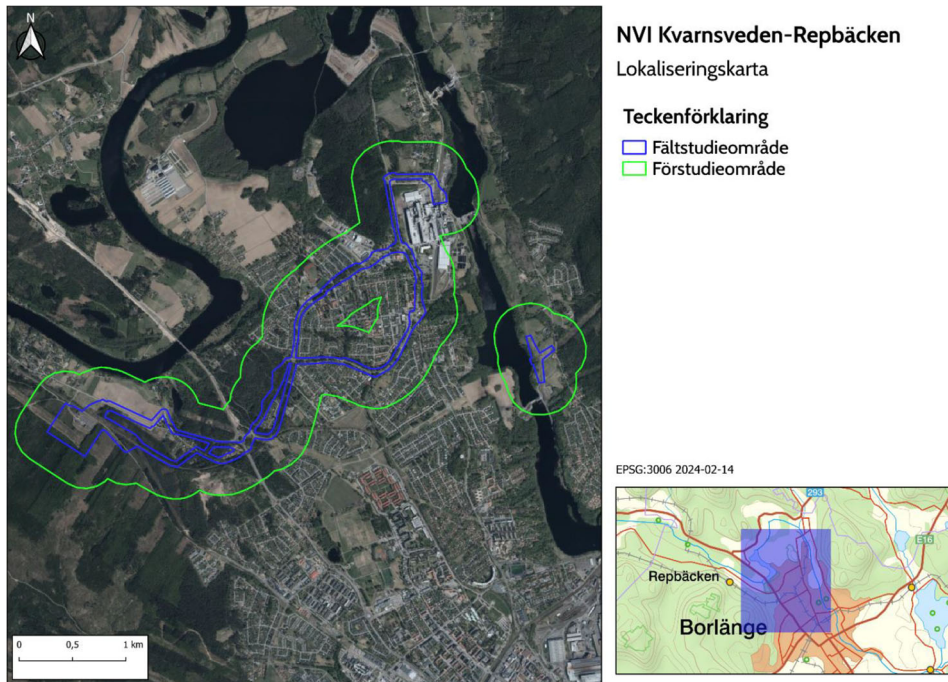 N
NVI Kvarnsveden-Repbäcken
Lokaliseringskarta
Teckenförklaring
Fältstudieområde
Förstudieområde
EPSG:3006 2024-02-14
293
E16
Repbäcken
Borlänge
0 0,5 1 km